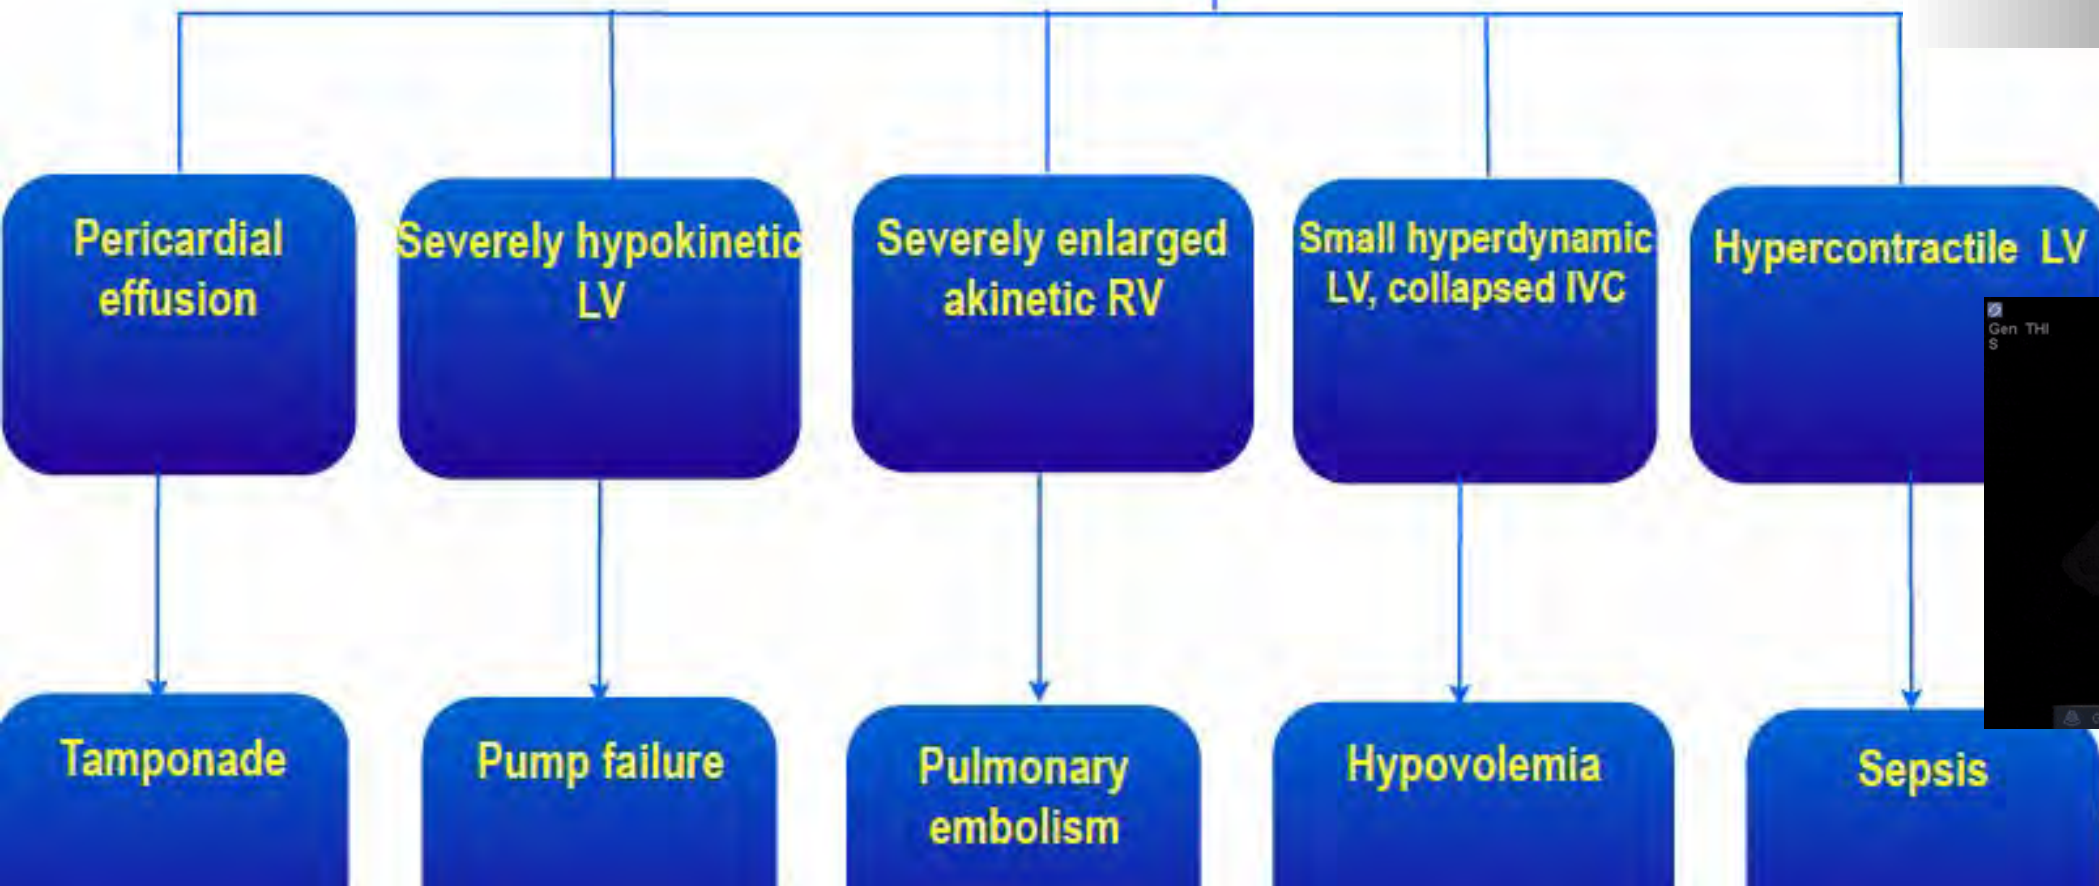 Pericardial
effusion
Severely hypokinetic
LV
Severely enlarged
akinetic RV
Small hyperdynamic
LV, collapsed IVC
Hypercontractile LV
Gen THI
S
Tamponade
Pump failure
Pulmonary
embolism
Hypovolemia
Sepsis